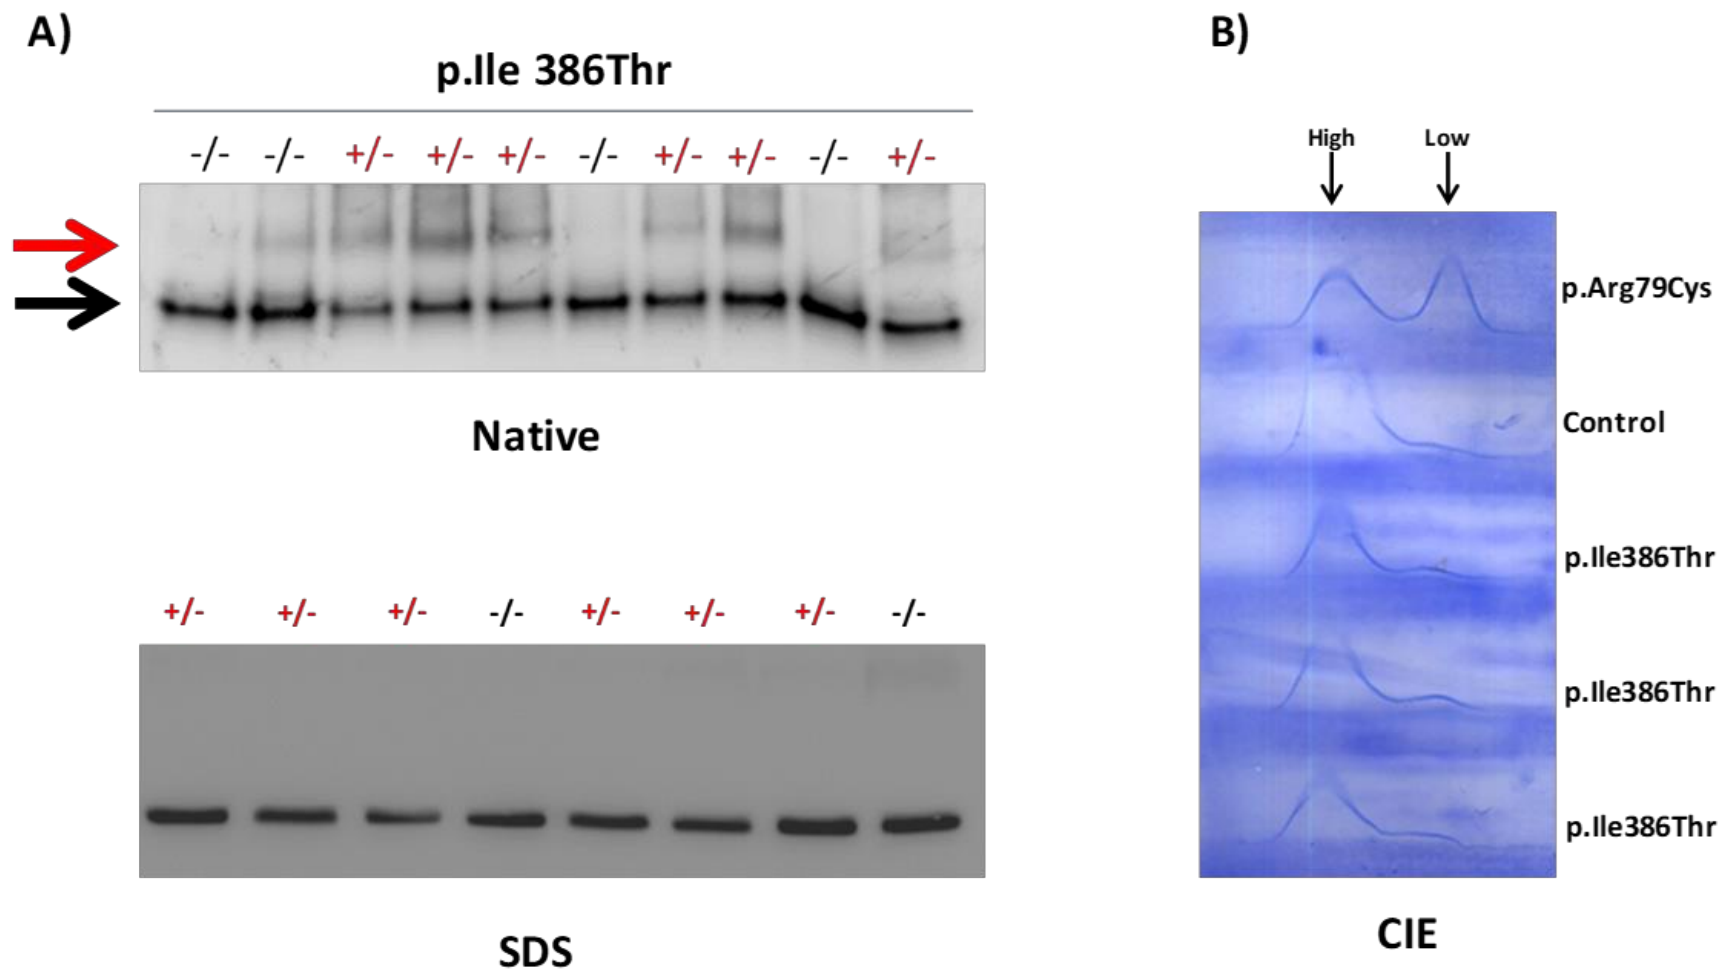 A)
p.Ile 386Thr
-/- -/- +/- +/- +/- -/- +/- +/- -/- +/-
Native
+/- +/- +/- -/- +/- +/- +/- -/-
SDS
B)
High Low
p.Arg79Cys
Control
p.Ile386Thr
p.Ile386Thr
p.Ile386Thr
CIE